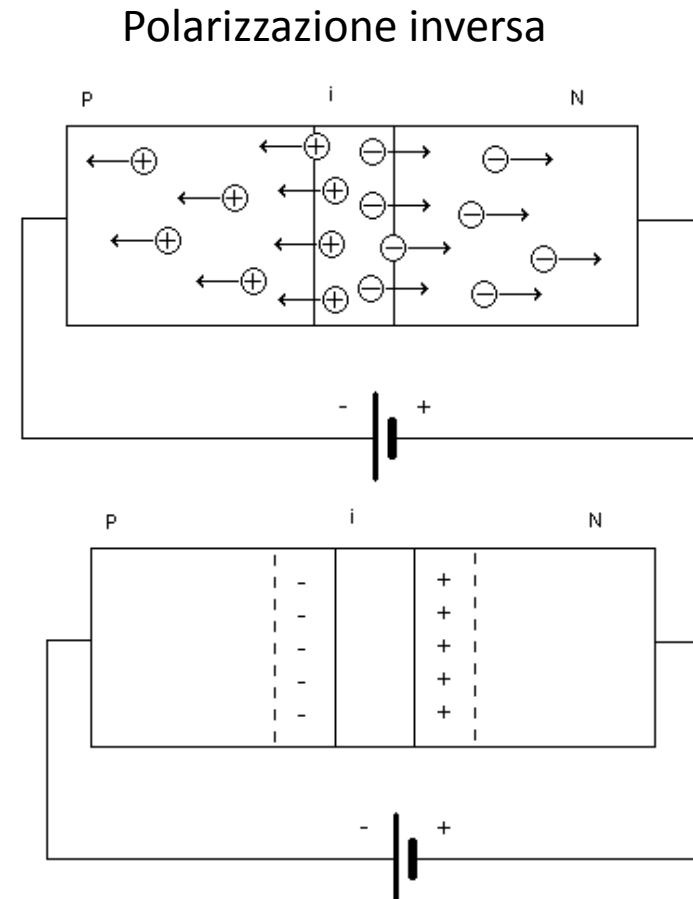 Polarizzazione inversa
P i N
- +
P i N
- +
- +
- +
- +
- +
- +